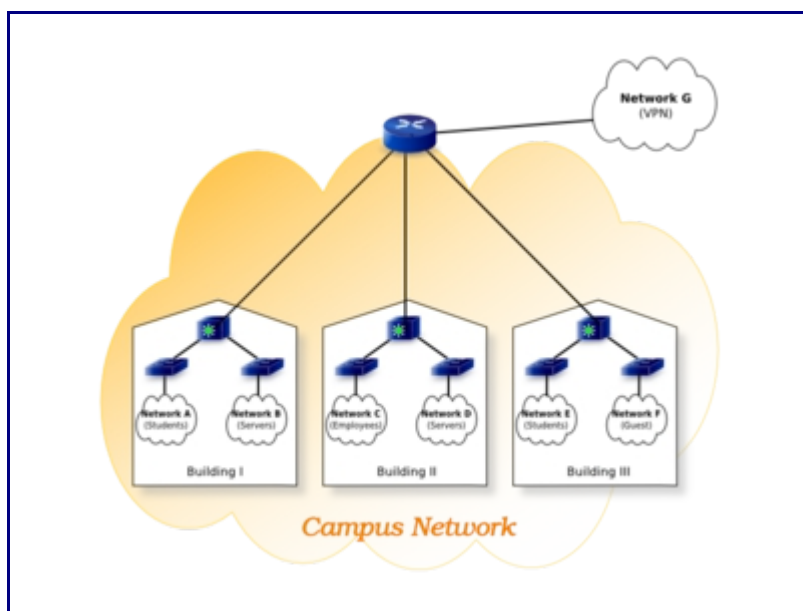 Network G
(VPN)
Network A
(Students)
Network B
(Servers)
Network C
(Employees)
Network D
(Servers)
Network E
(Students)
Network F
(Guest)
Building I
Building II
Building III
Campus Network